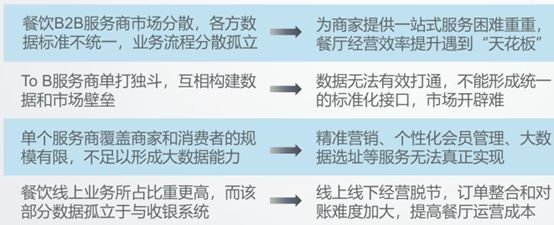 餐饮B2B服务商市场分散，各方数
据标准不统一，业务流程分散孤立
为商家提供一站式服务困难重重，
餐厅经营效率提升遇到“天花板”
To B服务商单打独斗，互相构建数
据和市场壁垒
数据无法有效打通，不能形成统一
的标准化接口，市场开辟难
单个服务商覆盖商家和消费者的规
模有限，不足以形成大数据能力
精准营销、个性化会员管理、大数
据选址等服务无法真正实现
餐饮线上业务所占比重更高，而该
部分数据孤立于与收银系统
线上线下经营脱节，订单整合和对
账难度加大，提高餐厅运营成本